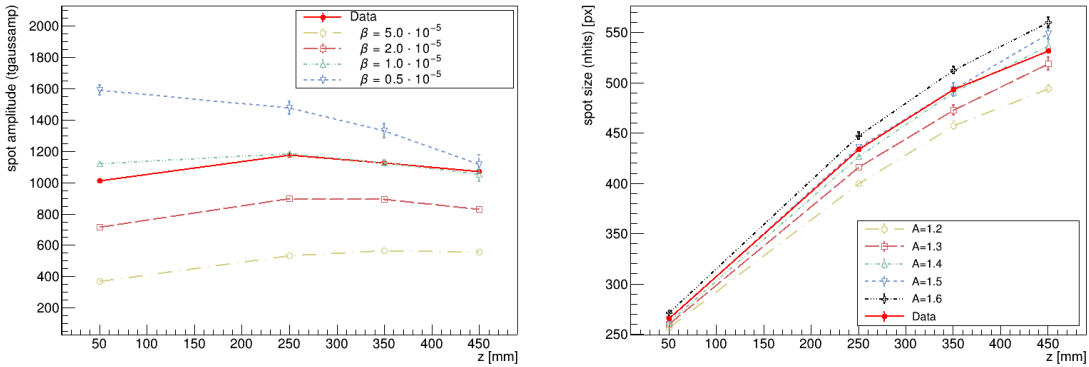 spot amplitude (tgaussamp)
2000
1800
1600
1400
1200
1000
800
600
400
200
50 100 150 200 250 300 350 400 450
z [mm]
Data
β = 5.0 · 10⁻⁵
β = 2.0 · 10⁻⁵
β = 1.0 · 10⁻⁵
β = 0.5 · 10⁻⁵
spot size (nhits) [px]
550
500
450
400
350
300
250
50 100 150 200 250 300 350 400 450
z [mm]
A=1.2
A=1.3
A=1.4
A=1.5
A=1.6
Data